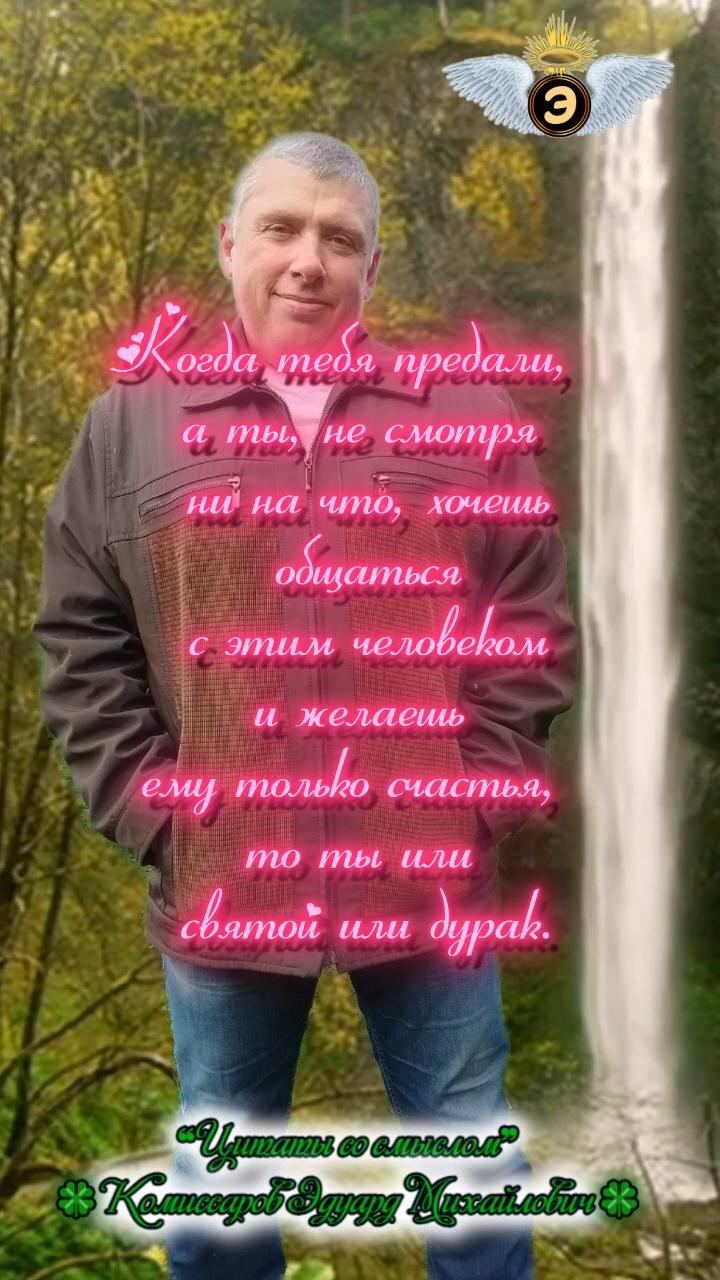 Э
Когда тебя предали,
а ты, не смотря
ни на что, хочешь
общаться
с этим человеком
и желаешь
ему только счастья,
то ты или
святой или дурак.
"Цитаты со смыслом"
Комиссаров Эдуард Михайлович